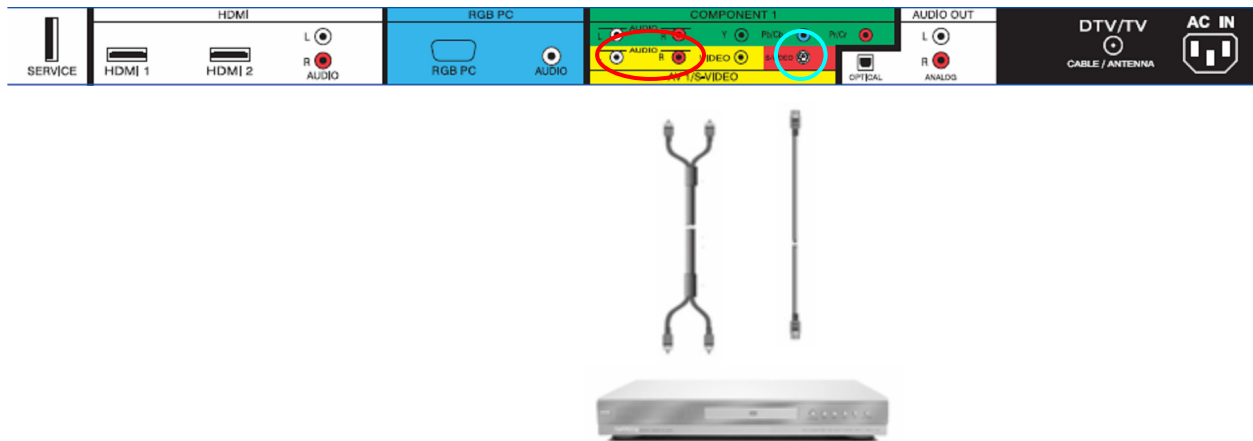 SERVICE
HDMI
HDMI 1
HDMI 2
L
R
AUDIO
RGB PC
RGB PC
AUDIO
COMPONENT 1
L AUDIO R Y Pb/Cb Pr/Cr
AUDIO R VIDEO S-VIDEO
AV 1/S-VIDEO
OPTICAL
AUDIO OUT
L
R
ANALOG
DTV/TV
CABLE / ANTENNA
AC IN